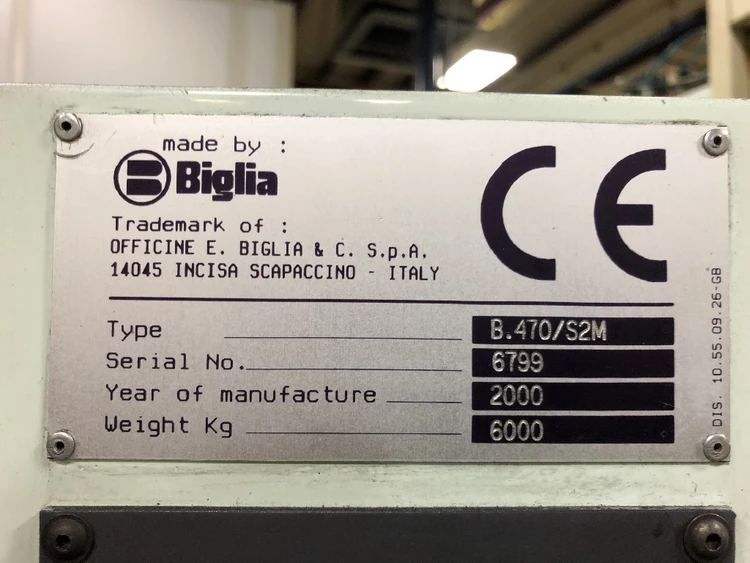 made by :
Biglia
CE
Trademark of :
OFFICINE E. BIGLIA & C. S.p.A.
14045 INCISA SCAPACCINO - ITALY
Type B.470/S2M
Serial No. 6799
Year of manufacture 2000
Weight Kg 6000
DIS. 10.55.09.26-GB